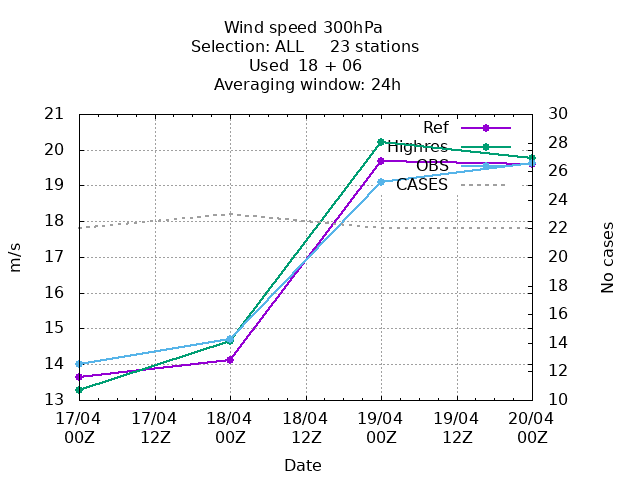 Wind speed 300hPa
Selection: ALL     23 stations
Used  18 + 06
Averaging window: 24h
21 30
20 28
19 26
18 24
17 22
16 20
15 18
14 16
13 14
12
10
m/s
No cases
Ref
Highres
OBS
CASES
17/04 17/04 18/04 18/04 19/04 19/04 20/04
00Z 12Z 00Z 12Z 00Z 12Z 00Z
Date